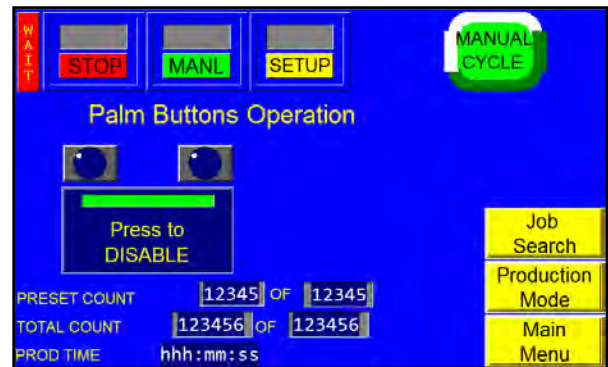 WAIT
STOP
MANL
SETUP
MANUAL
CYCLE
Palm Buttons Operation
Press to
DISABLE
Job
Search
Production
Mode
Main
Menu
PRESET COUNT 12345 OF 12345
TOTAL COUNT 123456 OF 123456
PROD TIME hhh:mm:ss